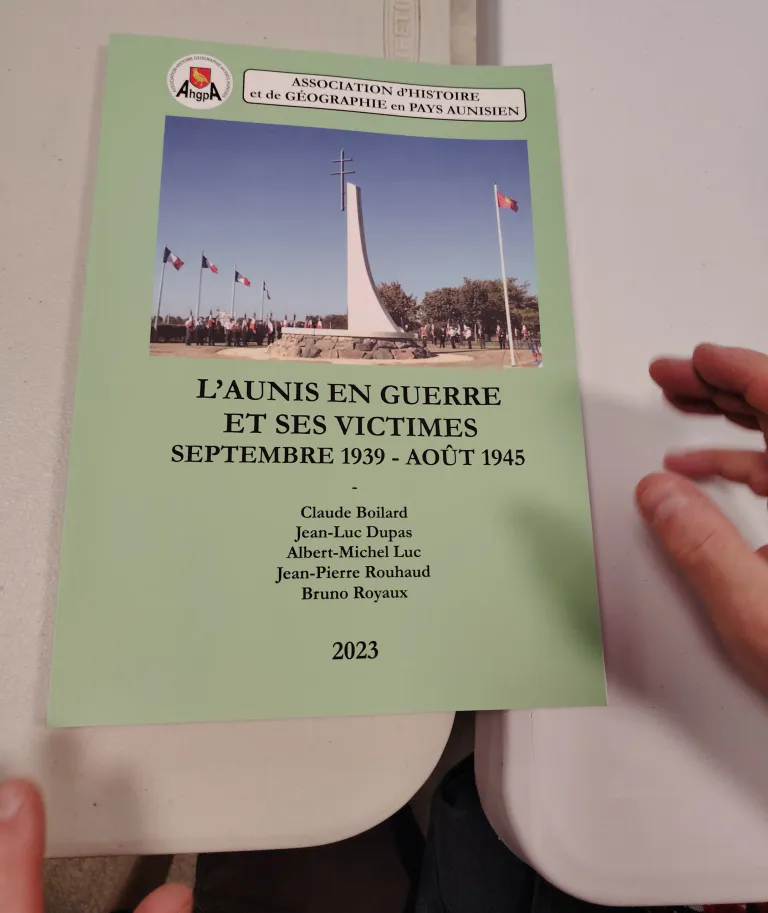 AhgpA
ASSOCIATION d'HISTOIRE
et de GÉOGRAPHIE en PAYS AUNISIEN
L'AUNIS EN GUERRE
ET SES VICTIMES
SEPTEMBRE 1939 - AOÛT 1945
-
Claude Boilard
Jean-Luc Dupas
Albert-Michel Luc
Jean-Pierre Rouhaud
Bruno Royaux
2023